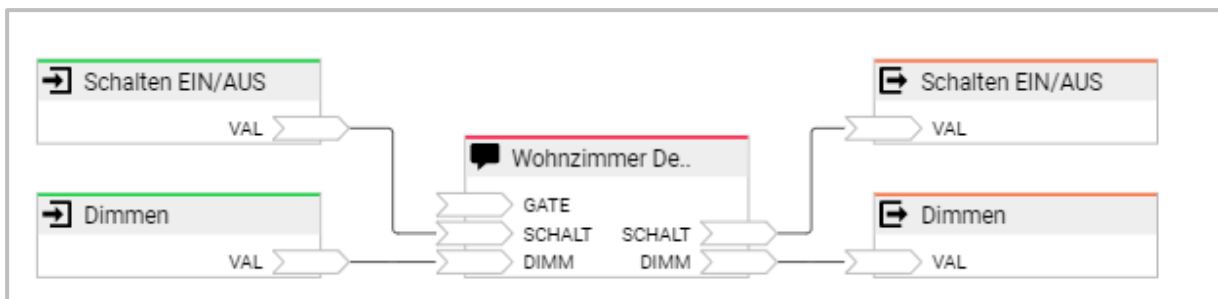 Schalten EIN/AUS
VAL
Dimmen
VAL
Wohnzimmer De..
GATE
SCHALT SCHALT
DIMM DIMM
Schalten EIN/AUS
VAL
Dimmen
VAL